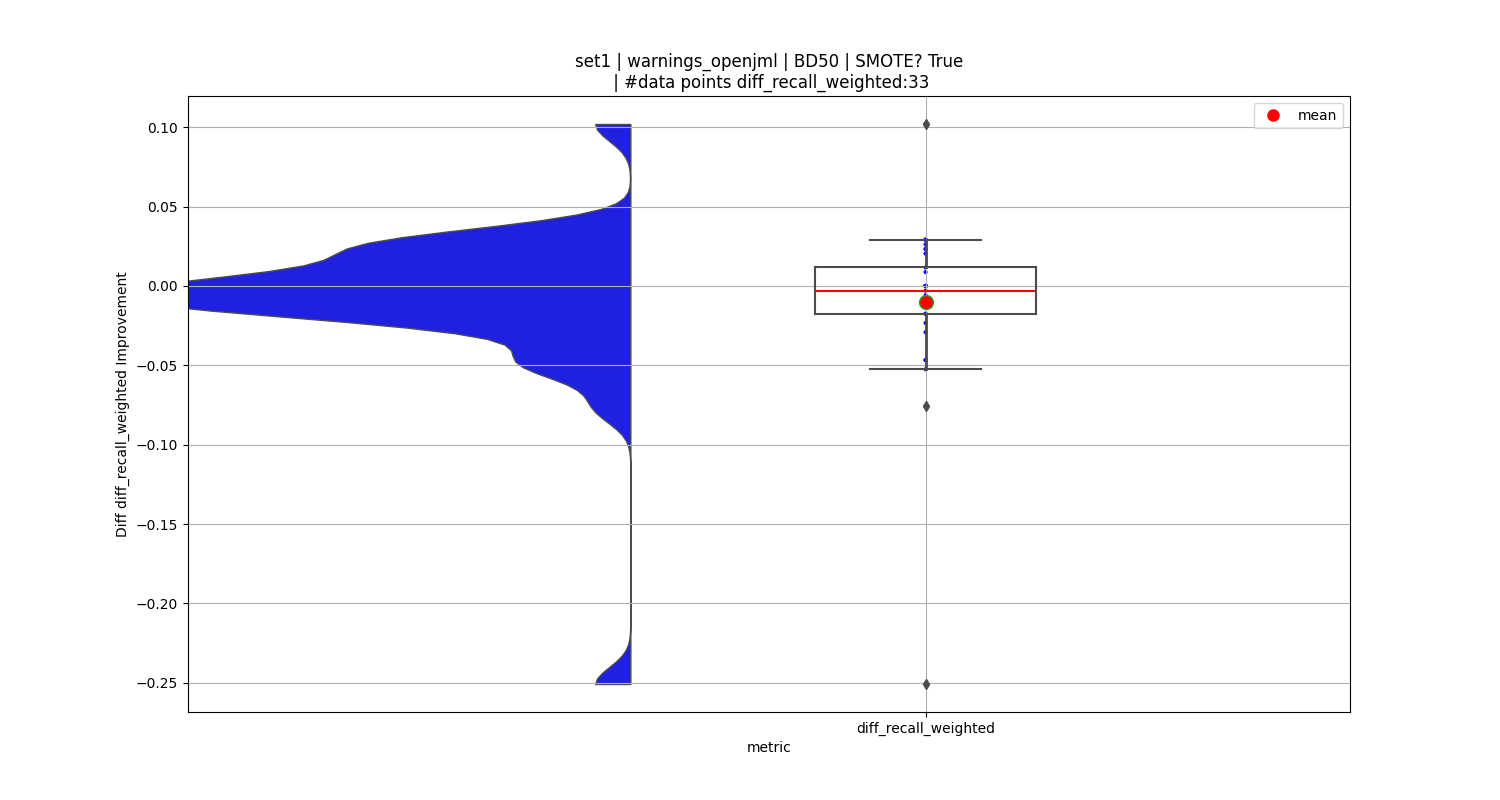 set1 | warnings_openjml | BD50 | SMOTE? True
| #data points diff_recall_weighted:33
mean
0.10
0.05
0.00
−0.05
−0.10
−0.15
−0.20
−0.25
Diff diff_recall_weighted Improvement
diff_recall_weighted
metric